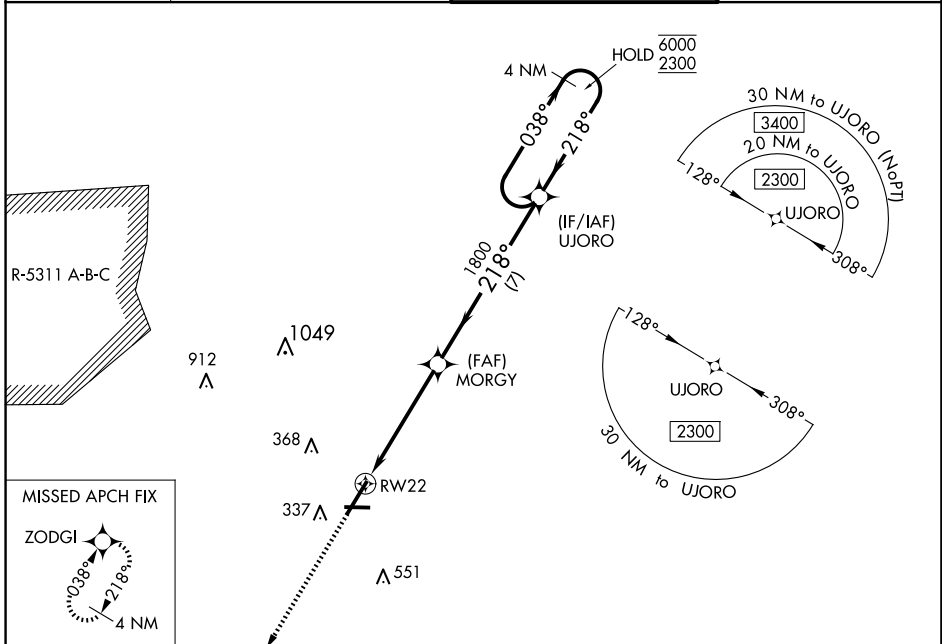 HOLD 6000
2300
4 NM
038°
218°
30 NM to UJORO (NoPT)
3400
20 NM to UJORO
2300
128°
UJORO
308°
(IF/IAF)
UJORO
1800
218°
(7)
R-5311 A-B-C
1049
912
(FAF)
MORGY
128°
UJORO
308°
2300
30 NM to UJORO
368
RW22
337
551
MISSED APCH FIX
ZODGI
038°
218°
4 NM